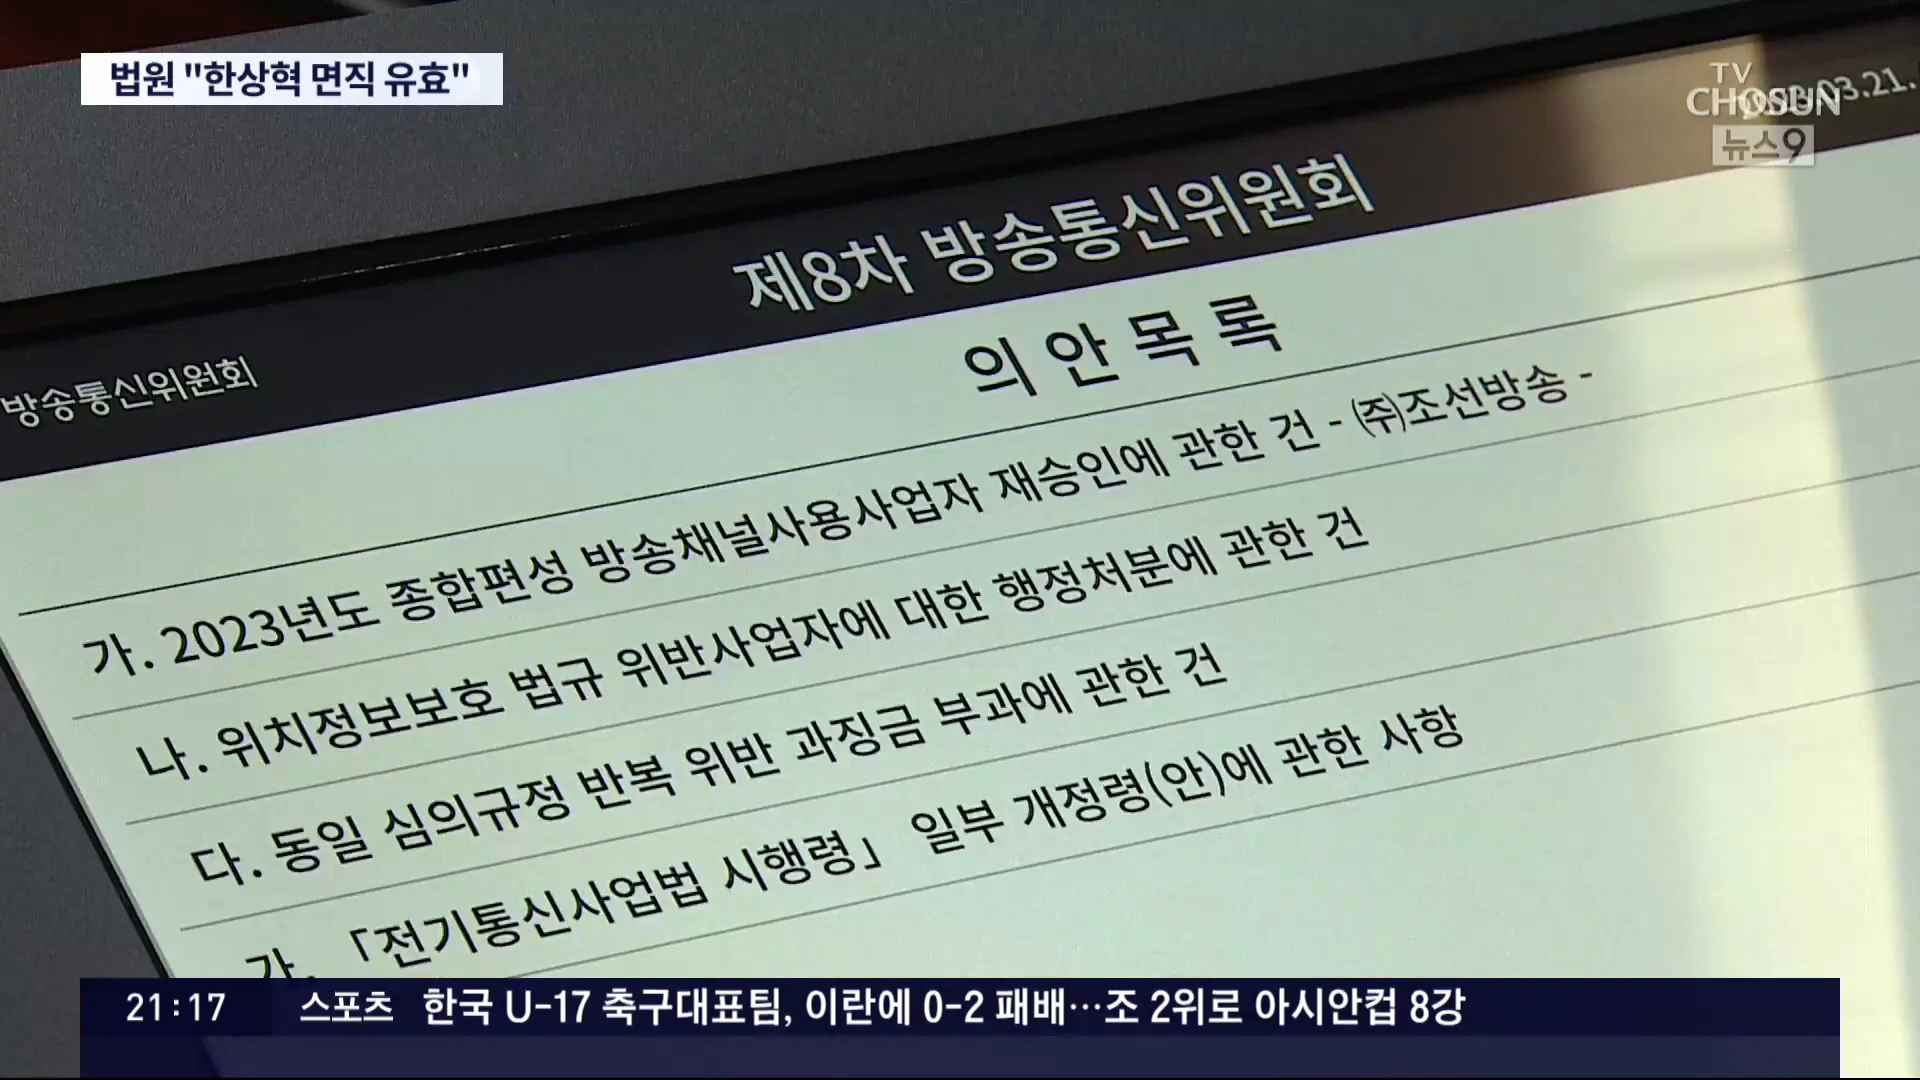 법원 "한상혁 면직 유효"
TV
CHOSUN
뉴스9
03.21.
제8차 방송통신위원회
방송통신위원회
의 안 목 록
가. 2023년도 종합편성 방송채널사용사업자 재승인에 관한 건 - ㈜조선방송 -
나. 위치정보보호 법규 위반사업자에 대한 행정처분에 관한 건
다. 동일 심의규정 반복 위반 과징금 부과에 관한 건
가. 「전기통신사업법 시행령」 일부 개정령(안)에 관한 사항
21:17 스포츠 한국 U-17 축구대표팀, 이란에 0-2 패배…조 2위로 아시안컵 8강